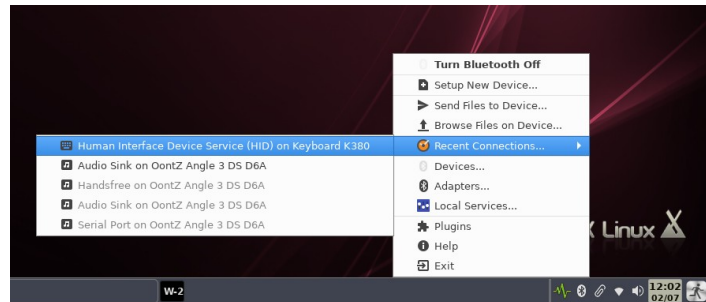 Turn Bluetooth Off
Setup New Device...
Send Files to Device...
Browse Files on Device...
Recent Connections...
Human Interface Device Service (HID) on Keyboard K380
Audio Sink on OontZ Angle 3 DS D6A
Handsfree on OontZ Angle 3 DS D6A
Audio Sink on OontZ Angle 3 DS D6A
Serial Port on OontZ Angle 3 DS D6A
Devices...
Adapters...
Local Services...
Plugins
Help
Exit
X Linux
W-2
12:02
02/07